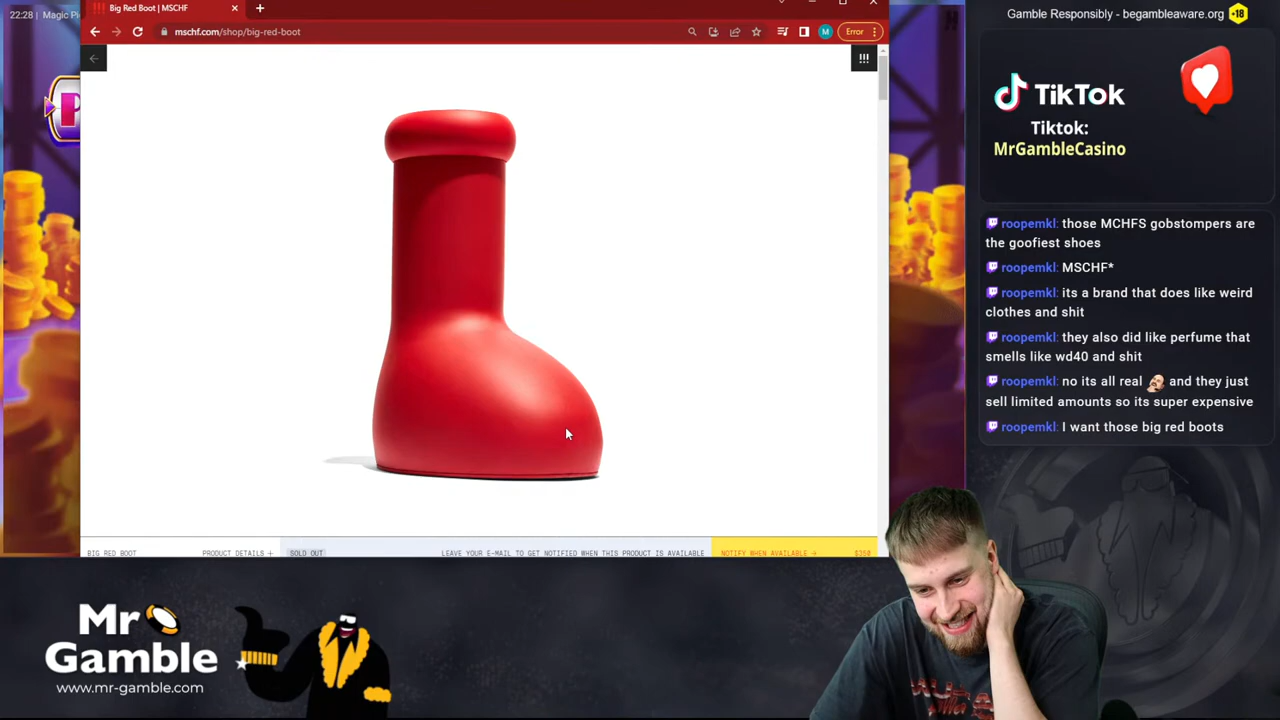 22:28 | Magic Pi
Big Red Boot | MSCHF
mschf.com/shop/big-red-boot
M
Error
!!!
BIG RED BOOT
PRODUCT DETAILS +
SOLD OUT
LEAVE YOUR E-MAIL TO GET NOTIFIED WHEN THIS PRODUCT IS AVAILABLE
NOTIFY WHEN AVAILABLE →
$350
Gamble Responsibly - begambleaware.org +18
TikTok
Tiktok:
MrGambleCasino
roopemkl: those MCHFS gobstompers are
the goofiest shoes
roopemkl: MSCHF*
roopemkl: its a brand that does like weird
clothes and shit
roopemkl: they also did like perfume that
smells like wd40 and shit
roopemkl: no its all real and they just
sell limited amounts so its super expensive
roopemkl: I want those big red boots
Mr
Gamble
www.mr-gamble.com